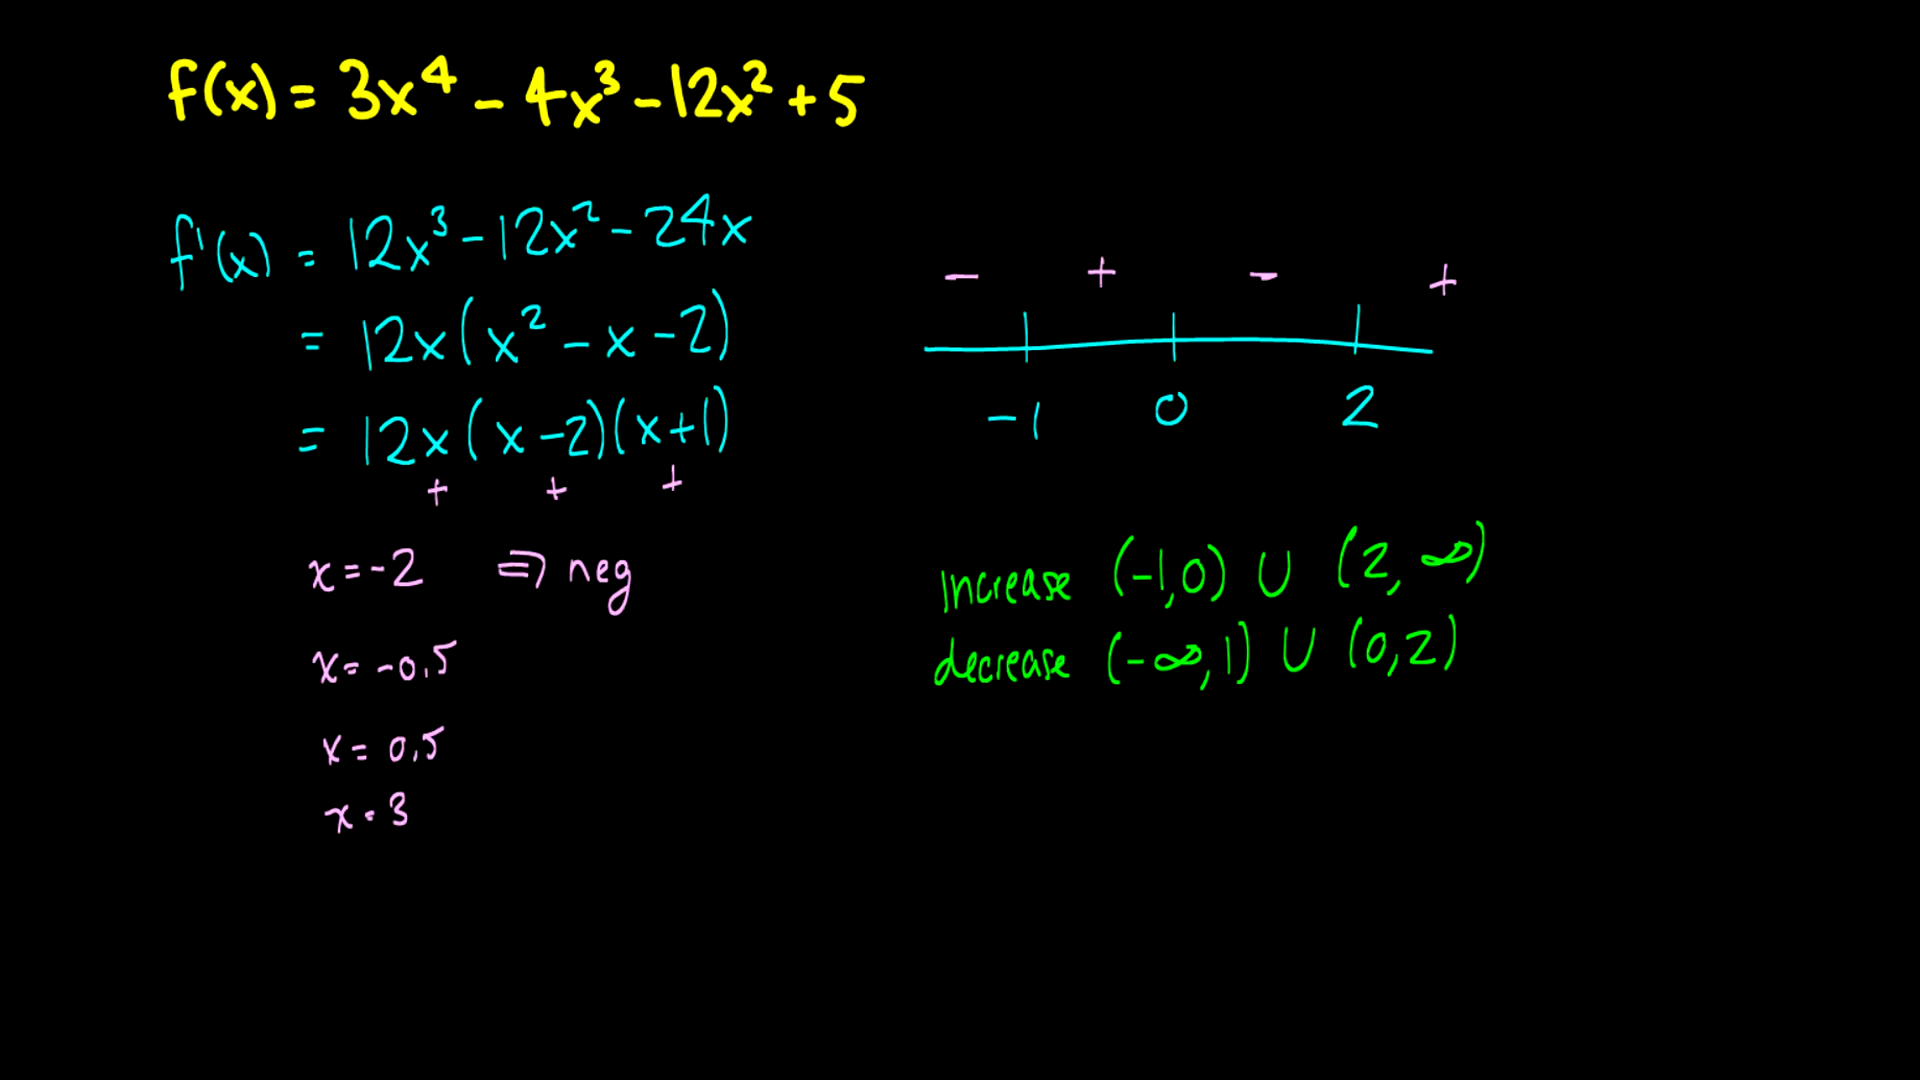 f(x) = 3x⁴ - 4x³ - 12x² + 5
f'(x) = 12x³ - 12x² - 24x
= 12x(x² - x - 2)
= 12x(x - 2)(x + 1)
+ + +
x = -2 ⇒ neg
x = -0.5
x = 0.5
x = 3
- + - +
-1 0 2
increase (-1, 0) ∪ (2, ∞)
decrease (-∞, 1) ∪ (0, 2)